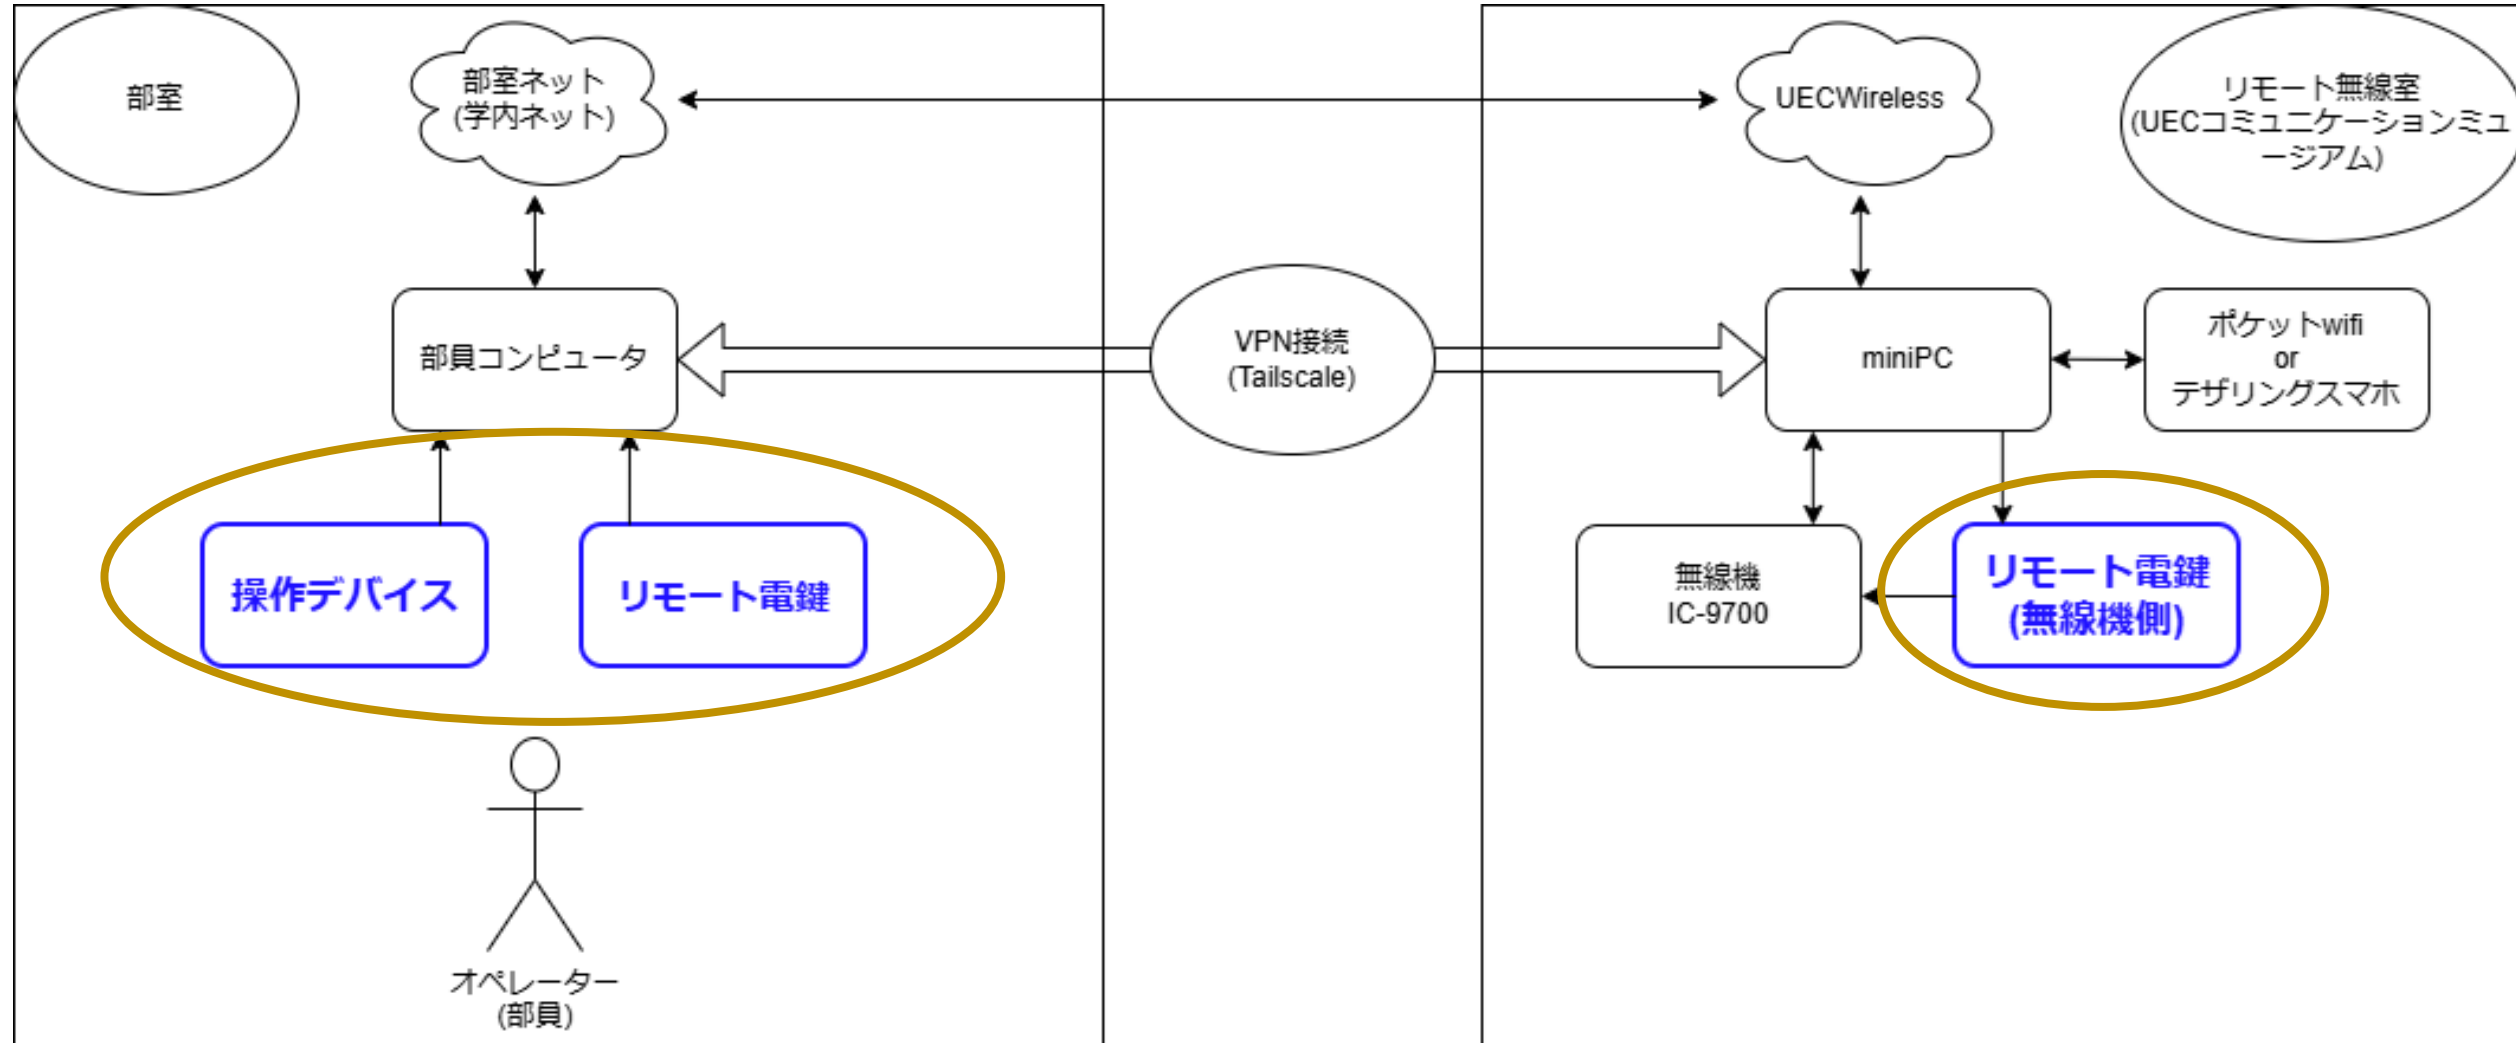 部室
部室ネット
(学内ネット)
UECWireless
リモート無線室
(UECコミュニケーションミュ
ージアム)
部員コンピュータ
VPN接続
(Tailscale)
miniPC
ポケットwifi
or
テザリングスマホ
操作デバイス
リモート電鍵
無線機
IC-9700
リモート電鍵
(無線機側)
オペレーター
(部員)